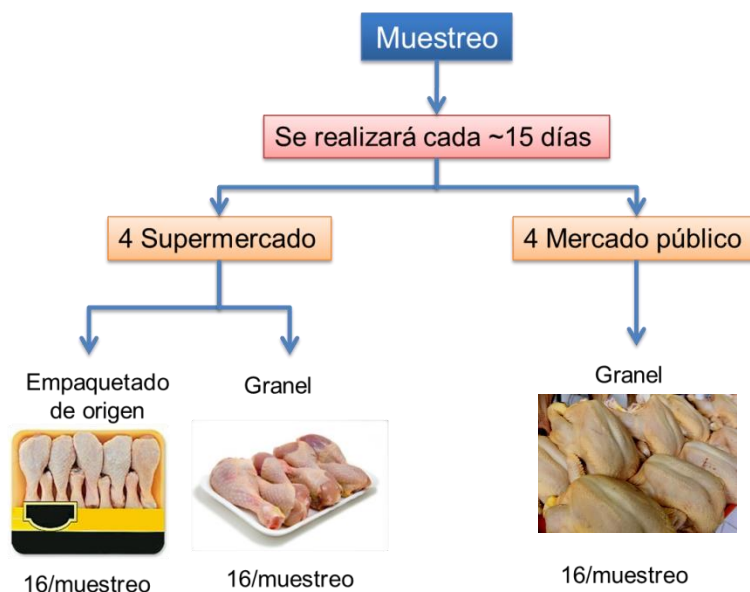 Muestreo
Se realizará cada ~15 días
4 Supermercado
4 Mercado público
Empaquetado
de origen
Granel
Granel
16/muestreo
16/muestreo
16/muestreo